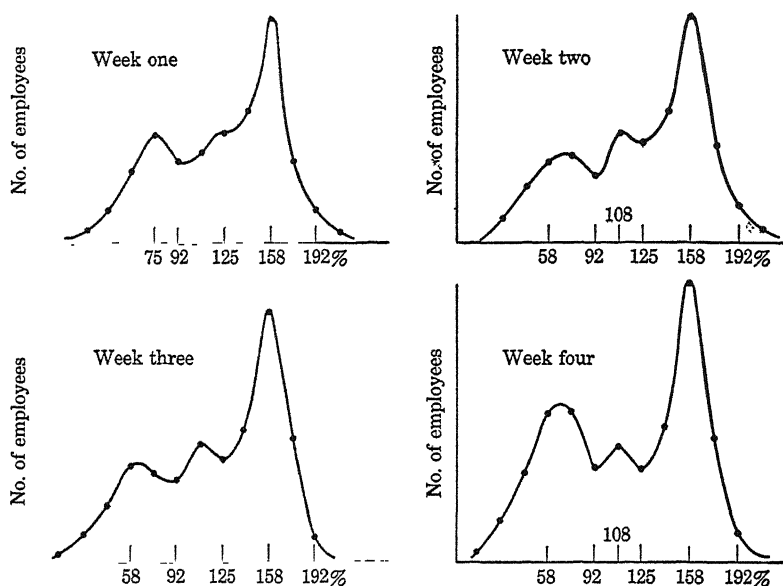 No. of employees
Week one
75 92 125 158 192%
No. of employees
Week two
108
58 92 125 158 192%
No. of employees
Week three
58 92 125 158 192%
No. of employees
Week four
108
58 92 125 158 192%